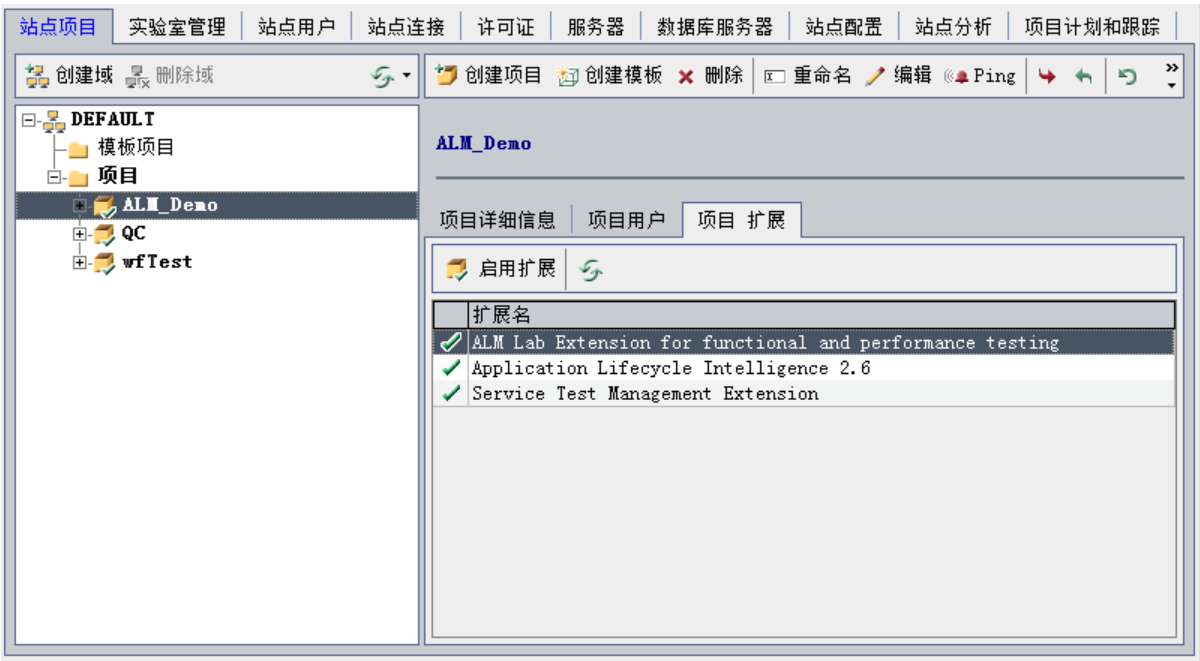 站点项目 实验室管理 站点用户 站点连接 许可证 服务器 数据库服务器 站点配置 站点分析 项目计划和跟踪
创建域 删除域
创建项目 创建模板 删除 重命名 编辑 Ping
DEFAULT
模板项目
项目
ALM_Demo
QC
wfTest
ALM_Demo
项目详细信息 项目用户 项目 扩展
启用扩展
扩展名
ALM Lab Extension for functional and performance testing
Application Lifecycle Intelligence 2.6
Service Test Management Extension